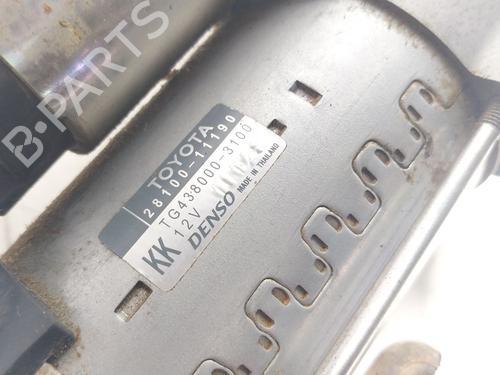 TOYOTA
28100-11190
TG438000-3100
12V
KK DENSO MADE IN THAILAND
B-PARTS